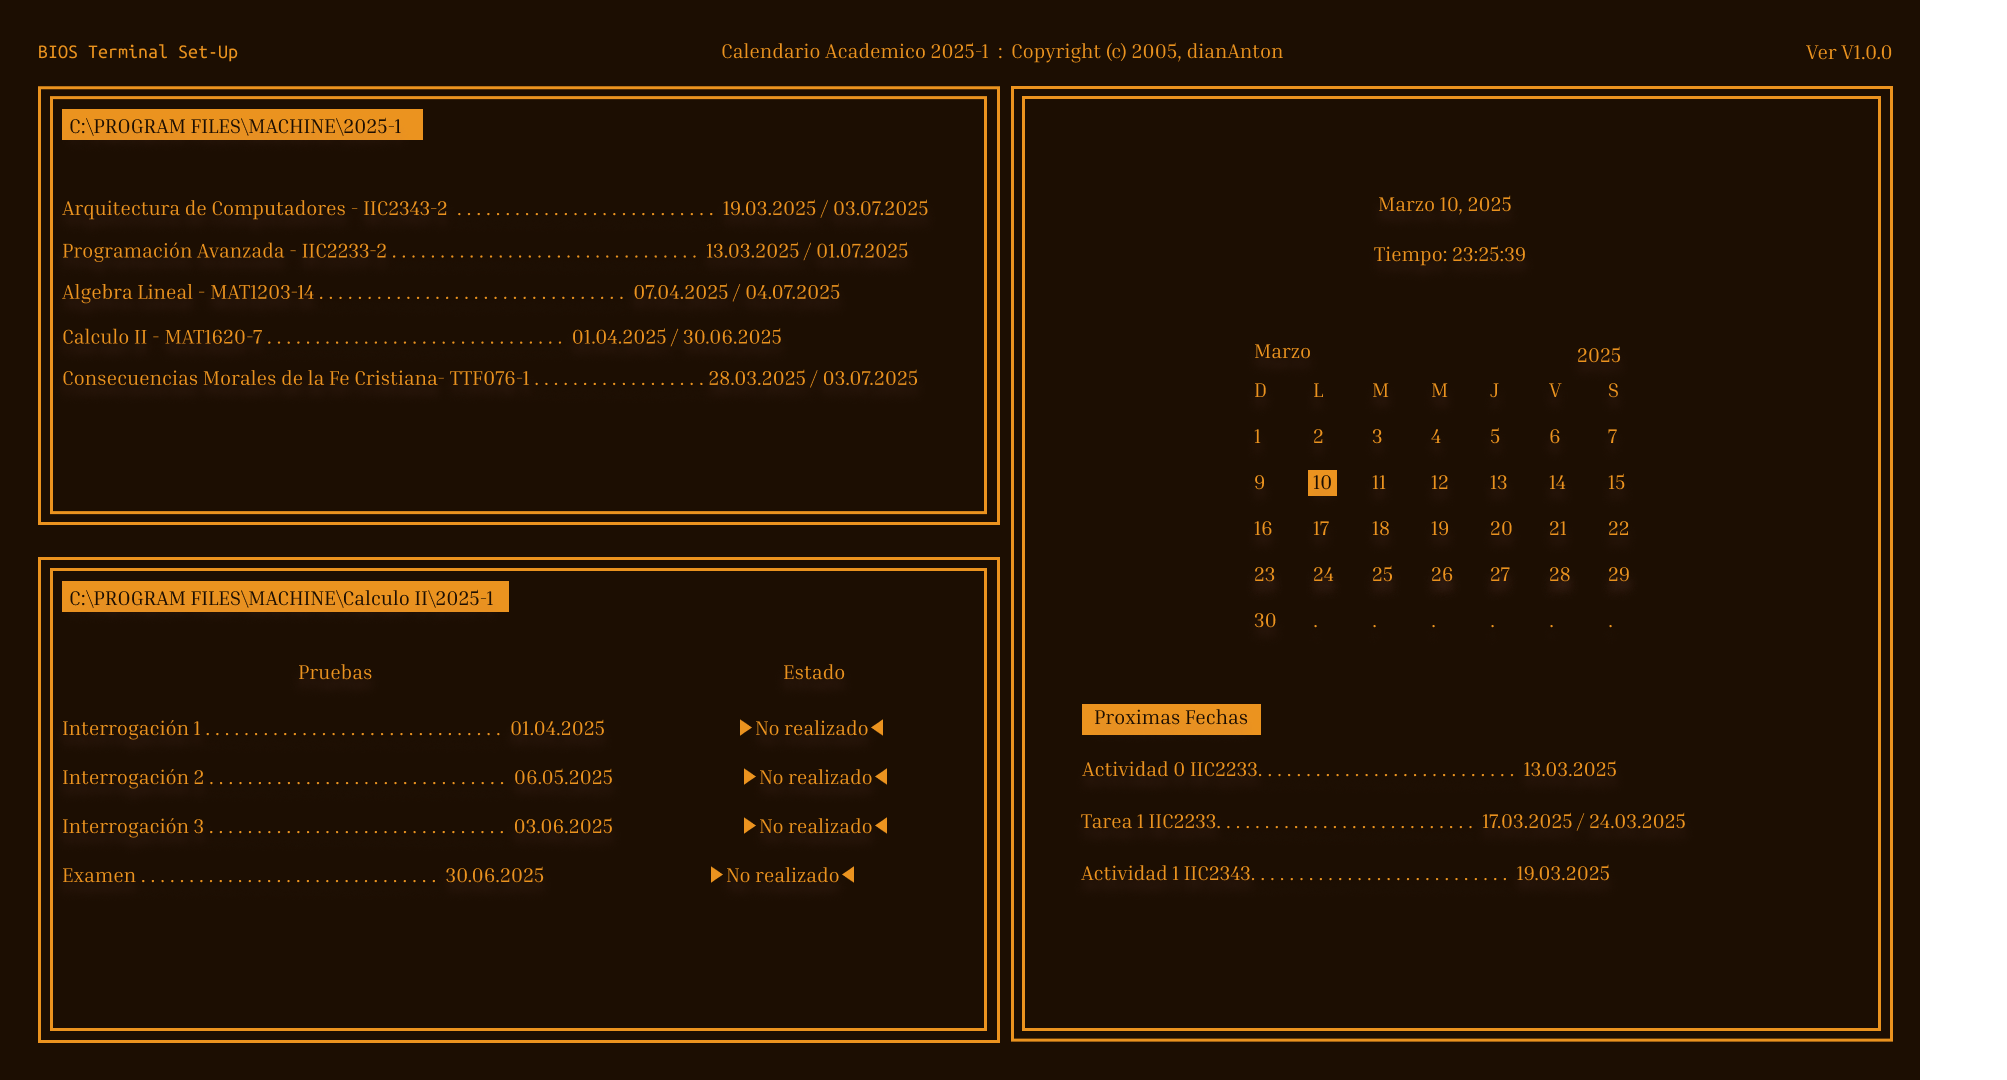 BIOS Terminal Set-Up
Calendario Academico 2025-1 : Copyright (c) 2005, dianAnton
Ver V1.0.0
C:\PROGRAM FILES\MACHINE\2025-1
Arquitectura de Computadores - IIC2343-2 . . . . . . . . . . . . . . . . . . . . . . . . . . . 19.03.2025 / 03.07.2025
Programación Avanzada - IIC2233-2 . . . . . . . . . . . . . . . . . . . . . . . . . . . . . . . . 13.03.2025 / 01.07.2025
Algebra Lineal - MAT1203-14 . . . . . . . . . . . . . . . . . . . . . . . . . . . . . . . . 07.04.2025 / 04.07.2025
Calculo II - MAT1620-7 . . . . . . . . . . . . . . . . . . . . . . . . . . . . . . . 01.04.2025 / 30.06.2025
Consecuencias Morales de la Fe Cristiana- TTF076-1 . . . . . . . . . . . . . . . . . . 28.03.2025 / 03.07.2025
C:\PROGRAM FILES\MACHINE\Calculo II\2025-1
Pruebas Estado
Interrogación 1 . . . . . . . . . . . . . . . . . . . . . . . . . . . . . . . 01.04.2025 ▶No realizado◀
Interrogación 2 . . . . . . . . . . . . . . . . . . . . . . . . . . . . . . . 06.05.2025 ▶No realizado◀
Interrogación 3 . . . . . . . . . . . . . . . . . . . . . . . . . . . . . . . 03.06.2025 ▶No realizado◀
Examen . . . . . . . . . . . . . . . . . . . . . . . . . . . . . . . 30.06.2025 ▶No realizado◀
Marzo 10, 2025
Tiempo: 23:25:39
Marzo 2025
D L M M J V S
1 2 3 4 5 6 7
9 10 11 12 13 14 15
16 17 18 19 20 21 22
23 24 25 26 27 28 29
30 . . . . . .
Proximas Fechas
Actividad 0 IIC2233. . . . . . . . . . . . . . . . . . . . . . . . . . . 13.03.2025
Tarea 1 IIC2233. . . . . . . . . . . . . . . . . . . . . . . . . . . 17.03.2025 / 24.03.2025
Actividad 1 IIC2343. . . . . . . . . . . . . . . . . . . . . . . . . . . 19.03.2025